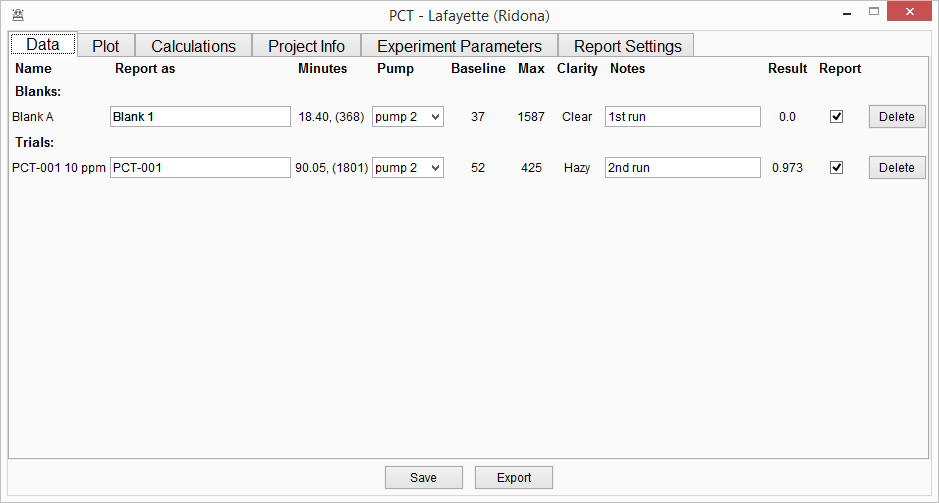 PCT - Lafayette (Ridona)
Data Plot Calculations Project Info Experiment Parameters Report Settings
Name Report as Minutes Pump Baseline Max Clarity Notes Result Report
Blanks:
Blank A Blank 1 18.40, (368) pump 2 37 1587 Clear 1st run 0.0 Delete
Trials:
PCT-001 10 ppm PCT-001 90.05, (1801) pump 2 52 425 Hazy 2nd run 0.973 Delete
Save Export